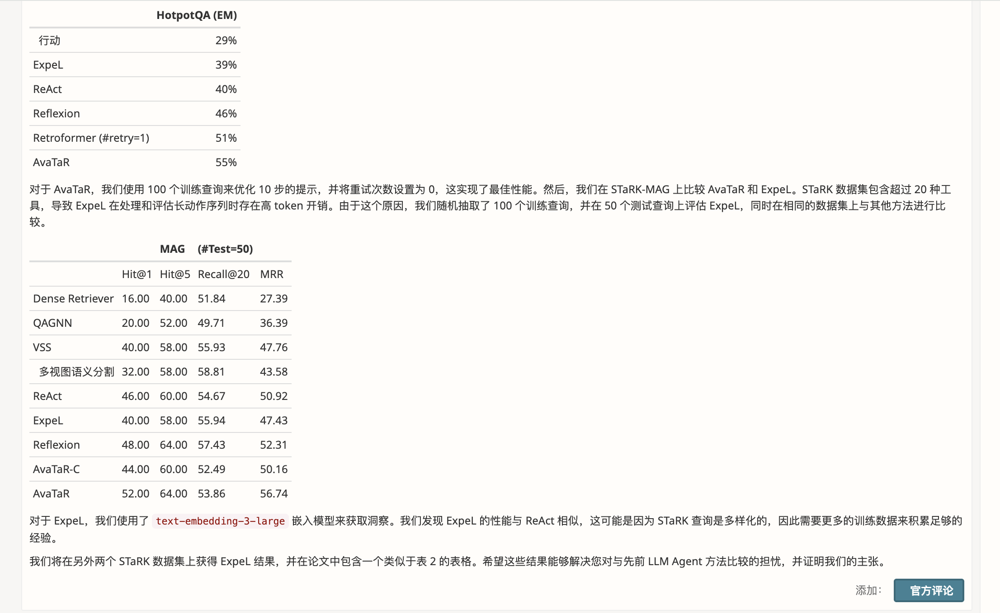 HotpotQA (EM)
行动 29%
ExpeL 39%
ReAct 40%
Reflexion 46%
Retroformer (#retry=1) 51%
AvaTaR 55%
对于 AvaTaR，我们使用 100 个训练查询来优化 10 步的提示，并将重试次数设置为 0，这实现了最佳性能。然后，我们在 STaRK-MAG 上比较 AvaTaR 和 ExpeL。STaRK 数据集包含超过 20 种工
具，导致 ExpeL 在处理和评估长动作序列时存在高 token 开销。由于这个原因，我们随机抽取了 100 个训练查询，并在 50 个测试查询上评估 ExpeL，同时在相同的数据集上与其他方法进行比
较。
MAG (#Test=50)
Hit@1 Hit@5 Recall@20 MRR
Dense Retriever 16.00 40.00 51.84 27.39
QAGNN 20.00 52.00 49.71 36.39
VSS 40.00 58.00 55.93 47.76
多视图语义分割 32.00 58.00 58.81 43.58
ReAct 46.00 60.00 54.67 50.92
ExpeL 40.00 58.00 55.94 47.43
Reflexion 48.00 64.00 57.43 52.31
AvaTaR-C 44.00 60.00 52.49 50.16
AvaTaR 52.00 64.00 53.86 56.74
对于 ExpeL，我们使用了 text-embedding-3-large 嵌入模型来获取洞察。我们发现 ExpeL 的性能与 ReAct 相似，这可能是因为 STaRK 查询是多样化的，因此需要更多的训练数据来积累足够的
经验。
我们将在另外两个 STaRK 数据集上获得 ExpeL 结果，并在论文中包含一个类似于表 2 的表格。希望这些结果能够解决您对与先前 LLM Agent 方法比较的担忧，并证明我们的主张。
添加： 官方评论